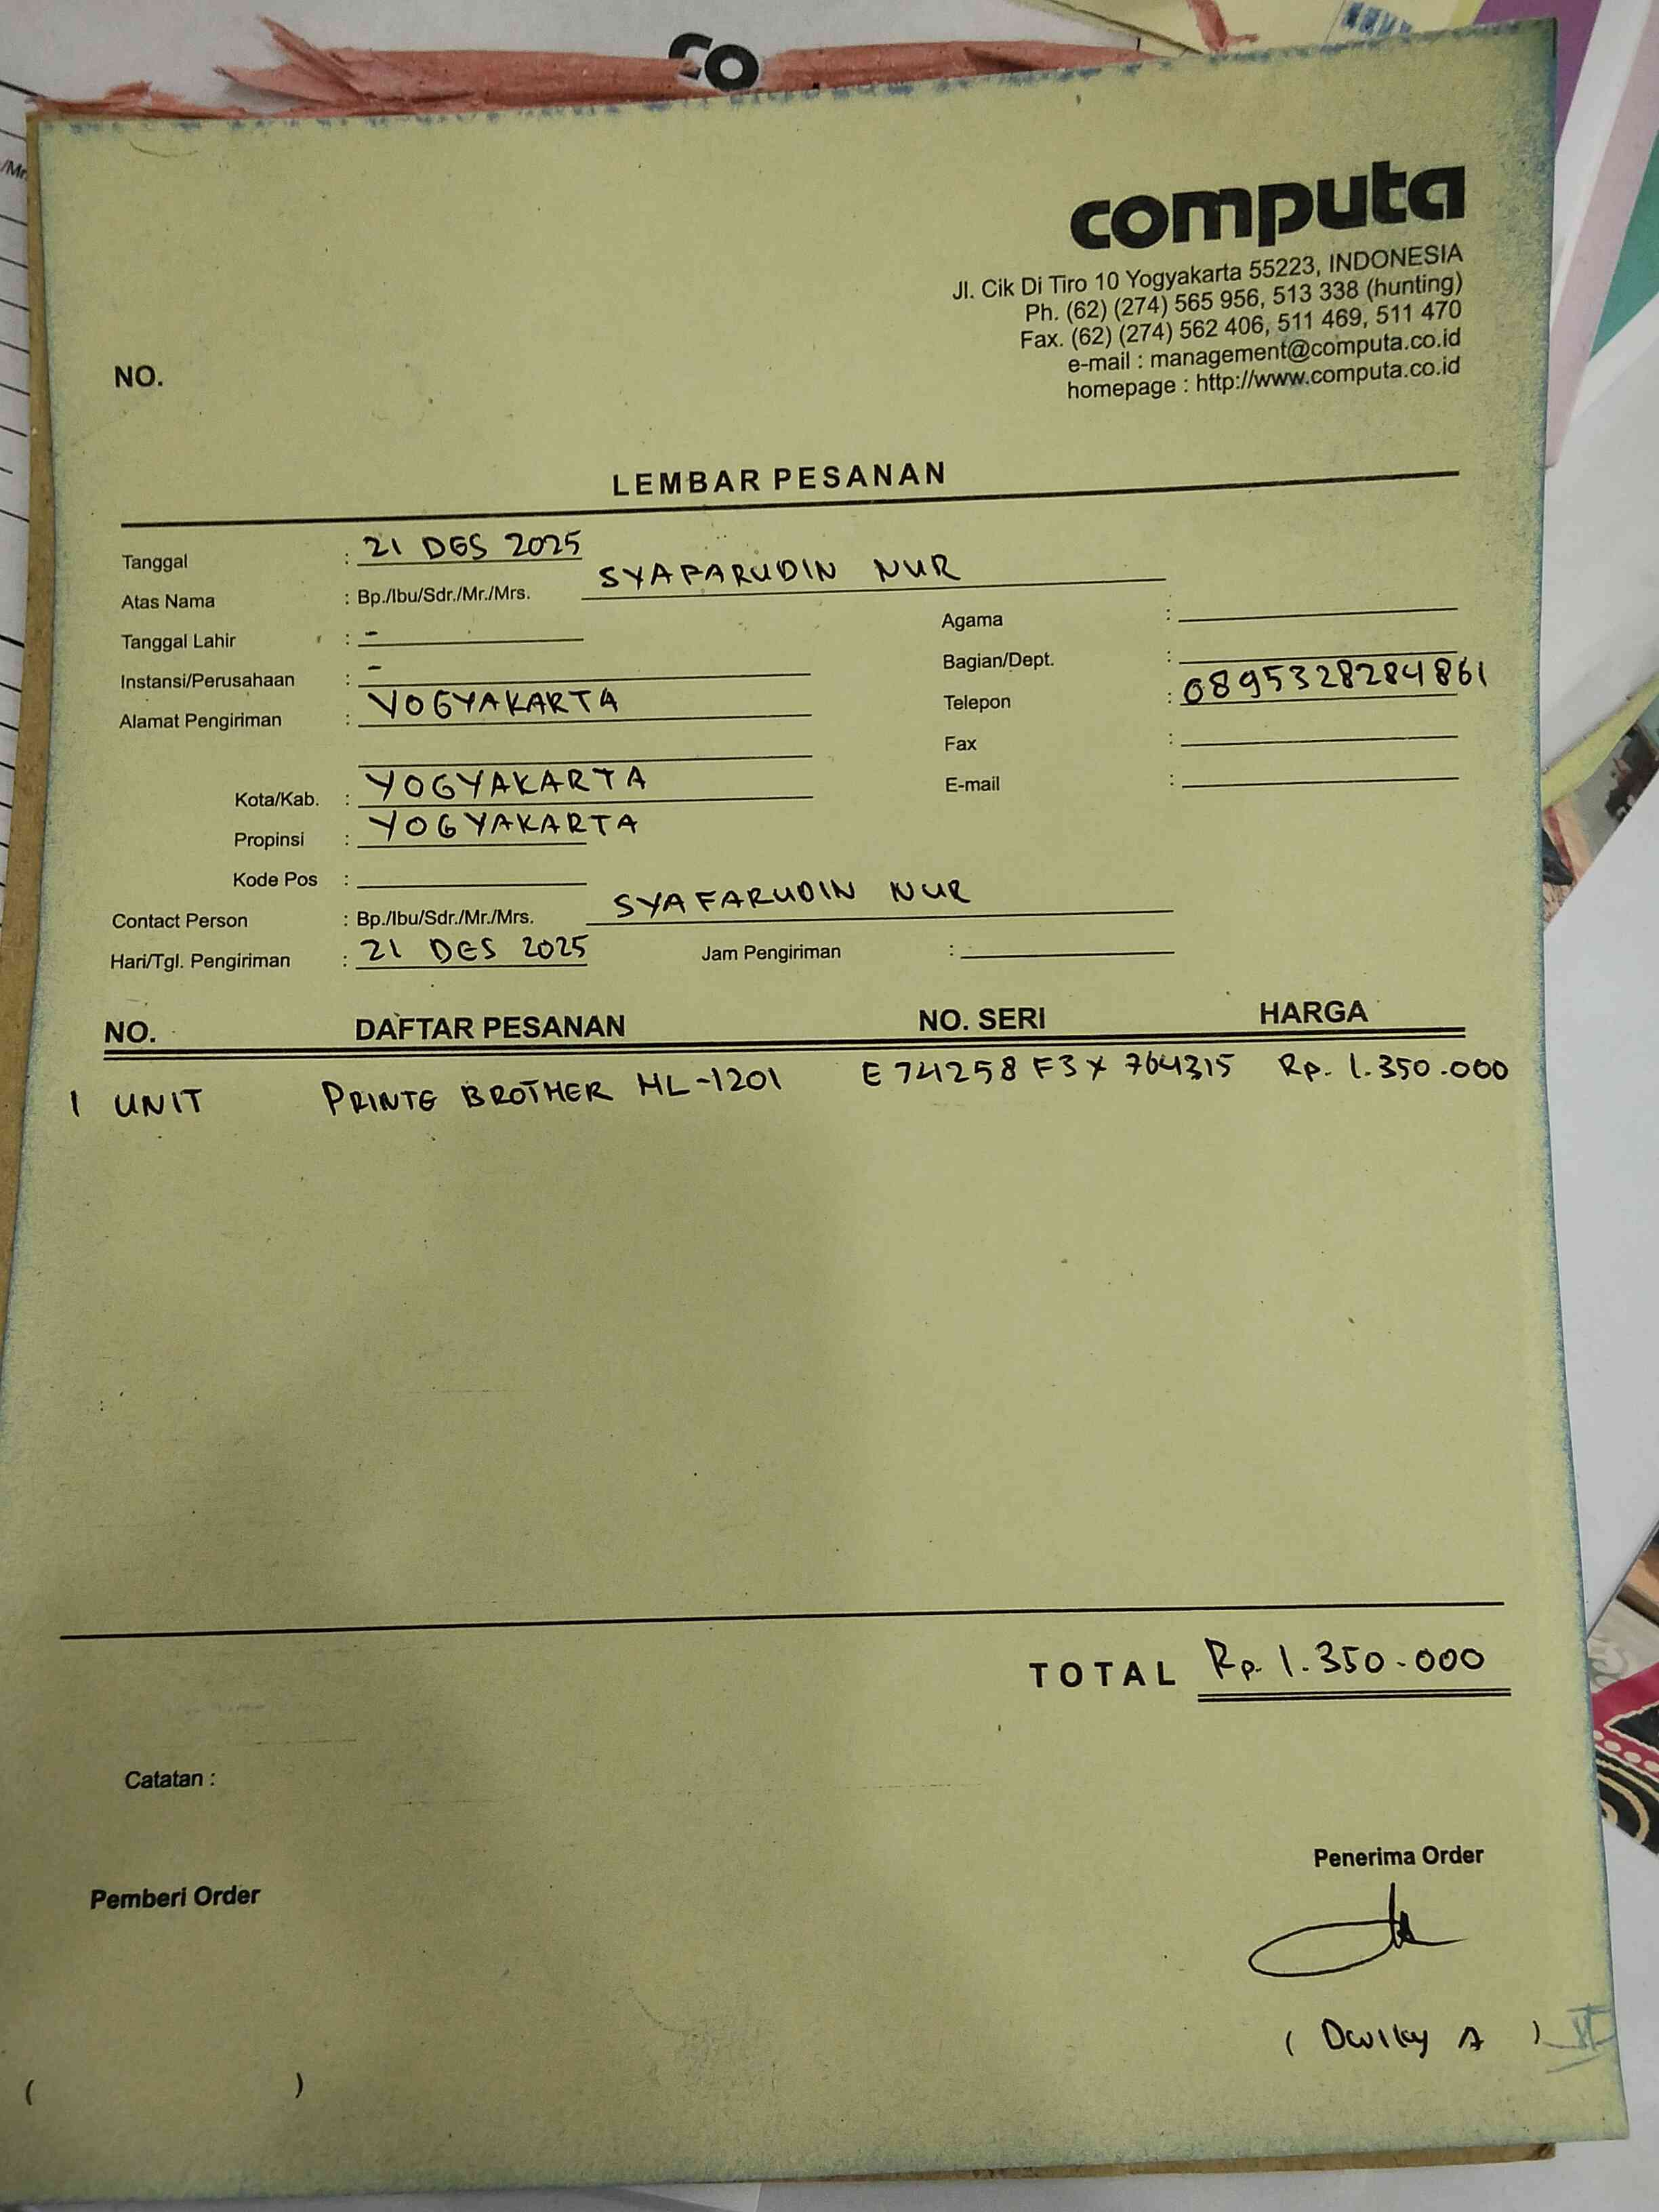 co
/Mr.
computa
Jl. Cik Di Tiro 10 Yogyakarta 55223, INDONESIA
Ph. (62) (274) 565 956, 513 338 (hunting)
Fax. (62) (274) 562 406, 511 469, 511 470
e-mail : management@computa.co.id
homepage : http://www.computa.co.id
NO.
LEMBAR PESANAN
Tanggal : 21 DES 2025
Atas Nama : Bp./Ibu/Sdr./Mr./Mrs. SYAFARUDIN NUR
Tanggal Lahir : - Agama :
Instansi/Perusahaan : - Bagian/Dept. :
Alamat Pengiriman : YOGYAKARTA Telepon : 0895328284861
Fax :
Kota/Kab. : YOGYAKARTA E-mail :
Propinsi : YOGYAKARTA
Kode Pos :
Contact Person : Bp./Ibu/Sdr./Mr./Mrs. SYAFARUDIN NUR
Hari/Tgl. Pengiriman : 21 DES 2025 Jam Pengiriman :
NO. DAFTAR PESANAN NO. SERI HARGA
1 UNIT PRINTE BROTHER HL-1201 E74258F3X764315 Rp. 1.350.000
TOTAL Rp. 1.350.000
Catatan :
Pemberi Order Penerima Order
( )